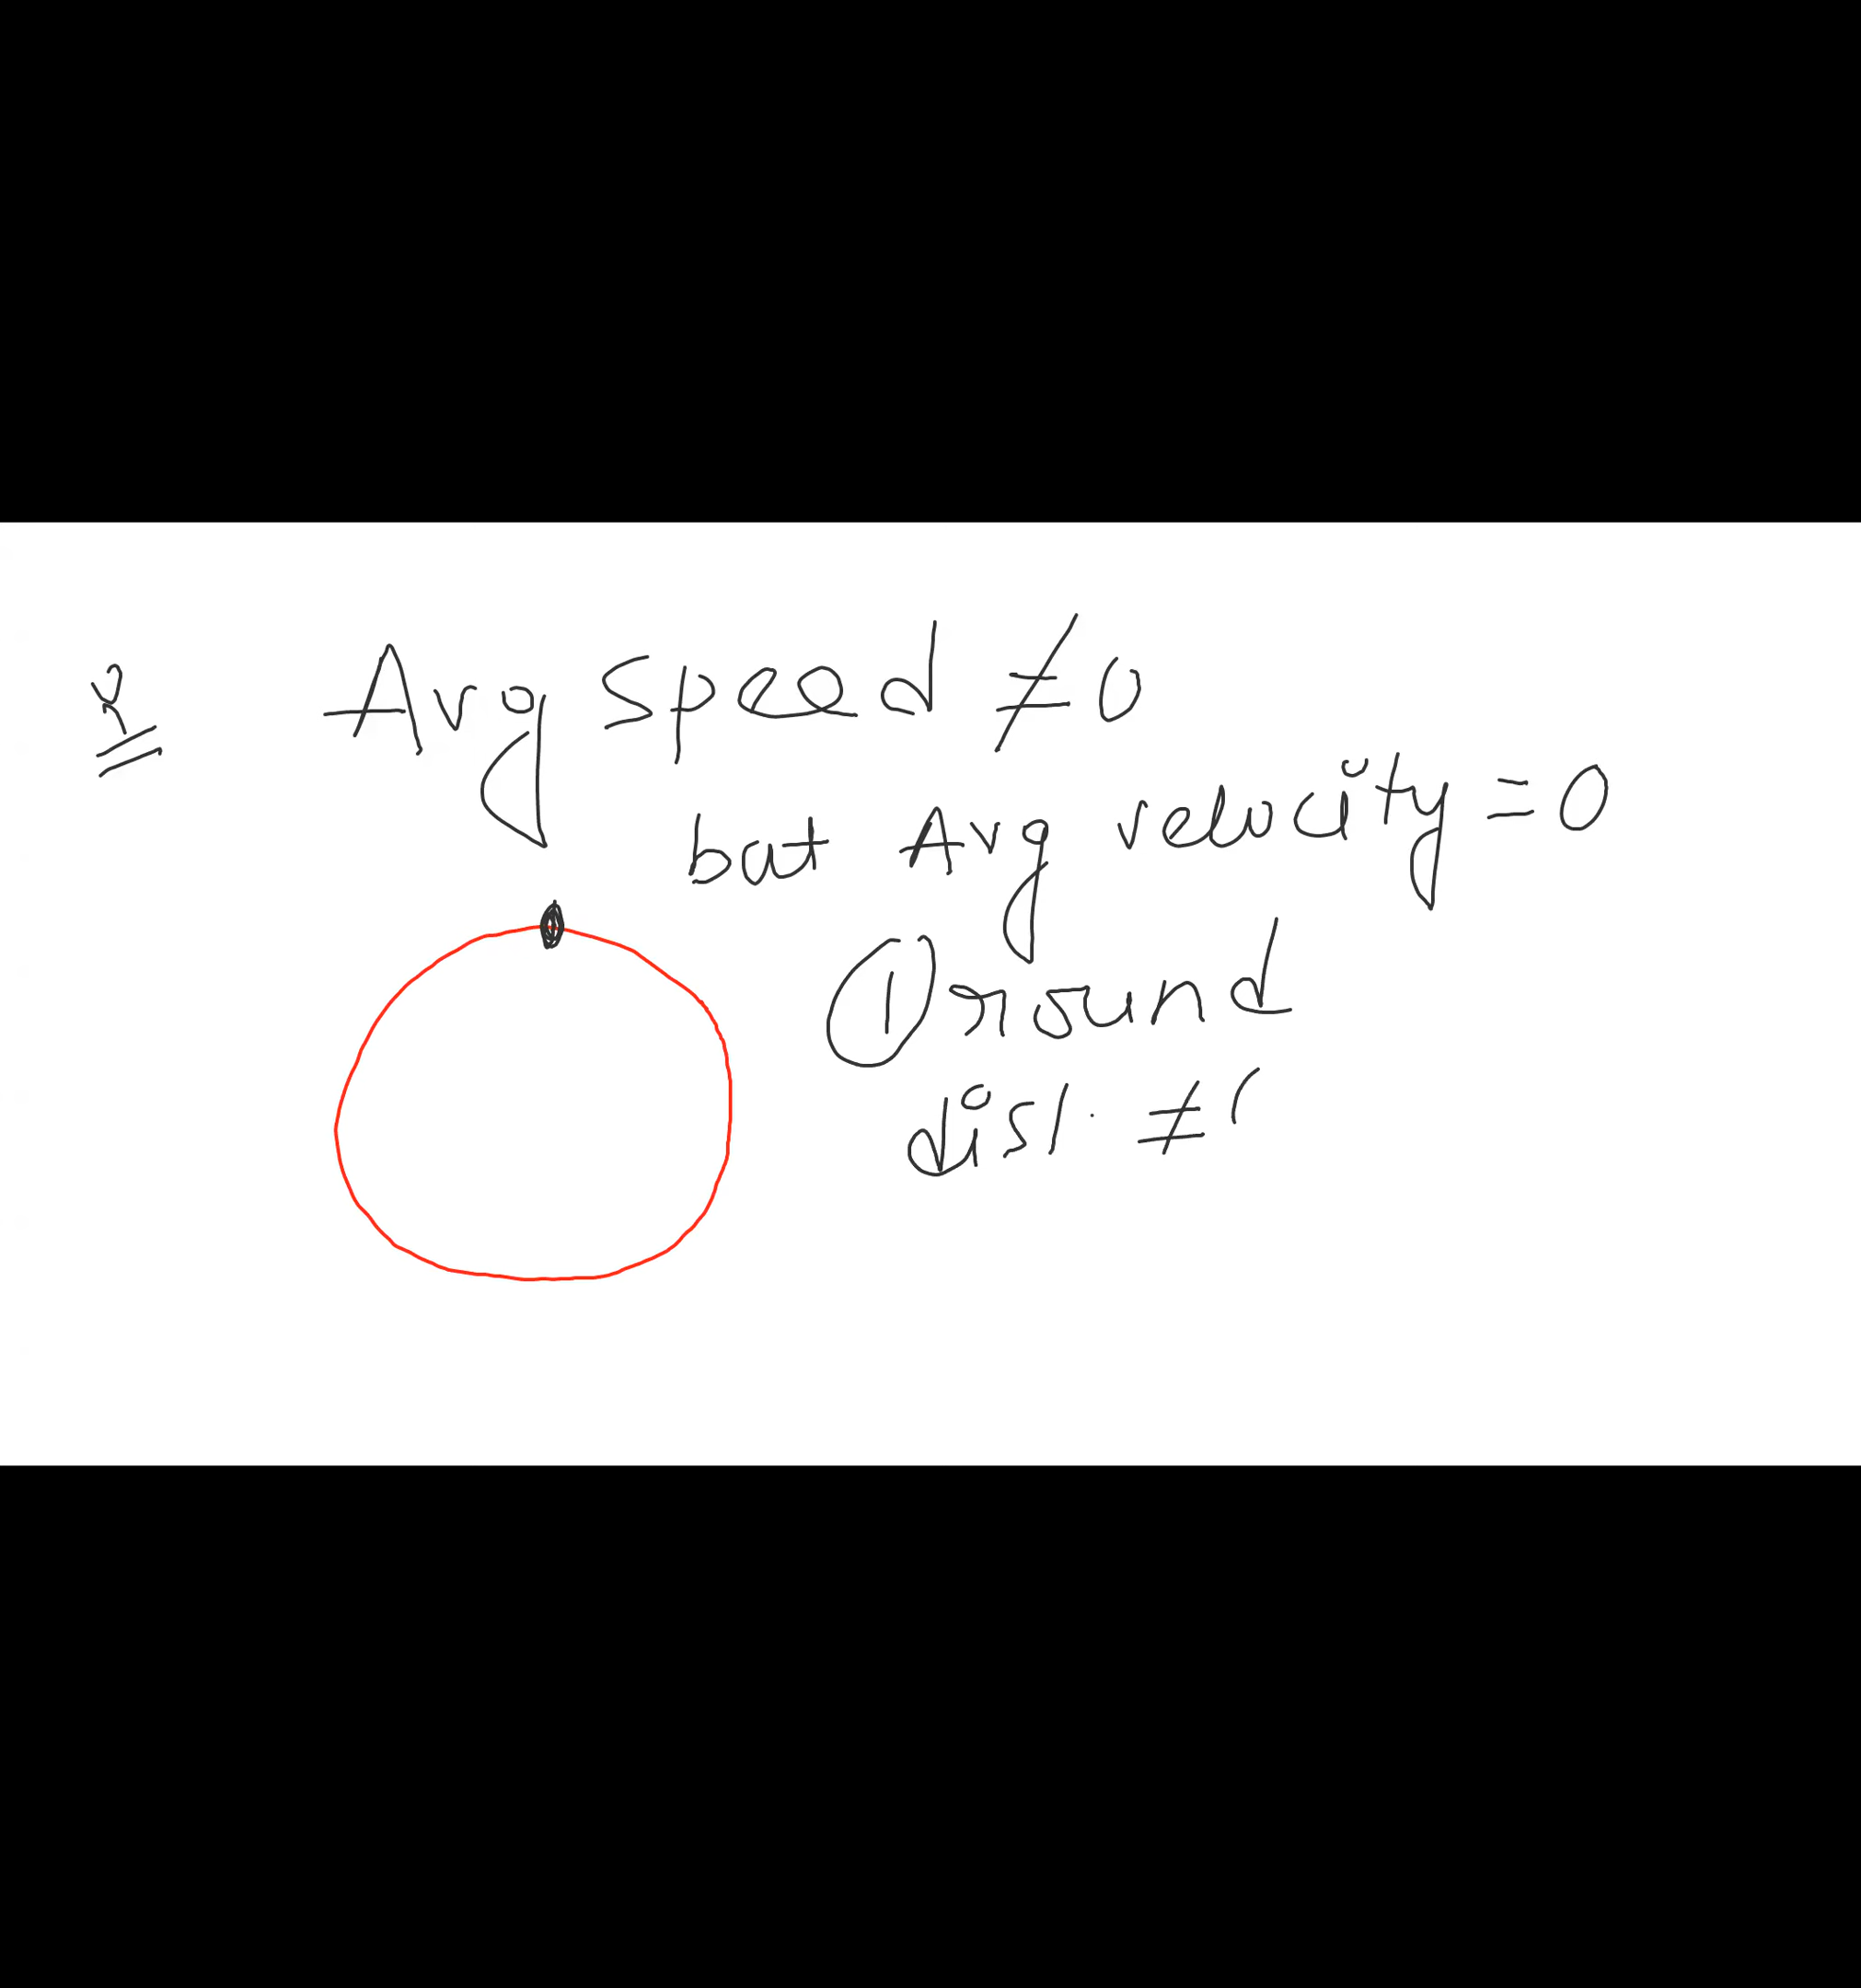 Avg speed ≠ 0
but Avg velocity = 0
① round
dist. ≠